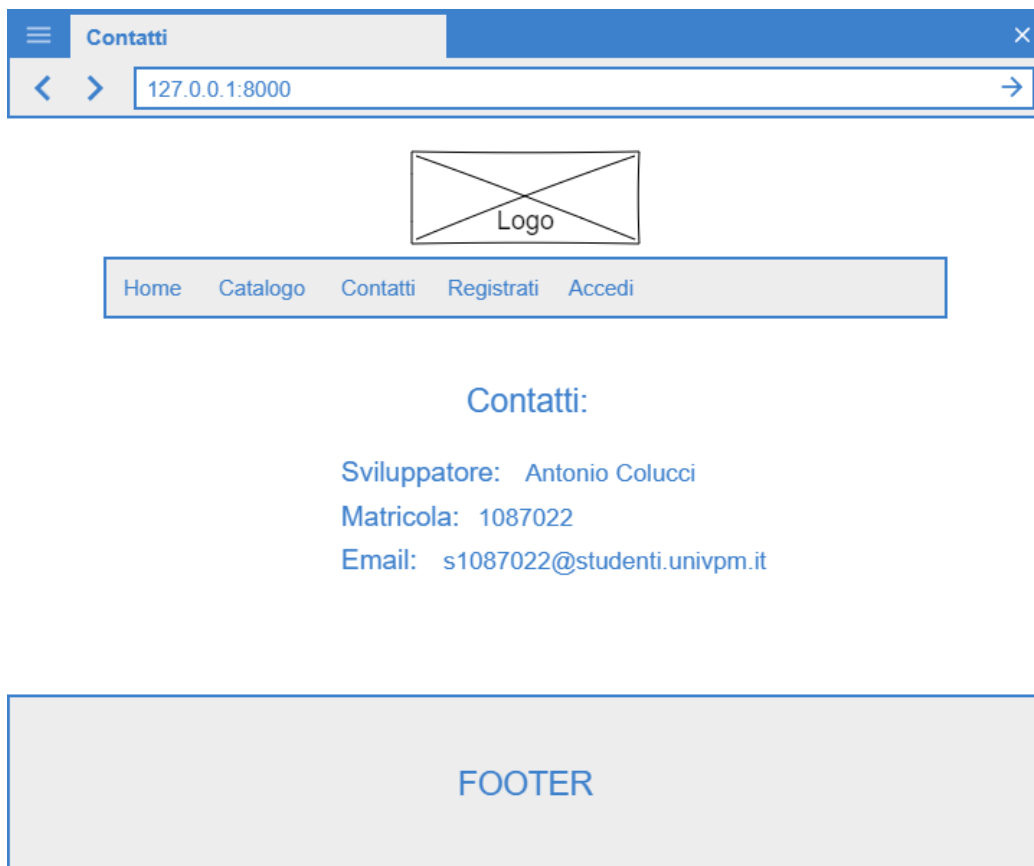 Contatti
127.0.0.1:8000
Logo
Home Catalogo Contatti Registrati Accedi
Contatti:
Sviluppatore: Antonio Colucci
Matricola: 1087022
Email: s1087022@studenti.univpm.it
FOOTER